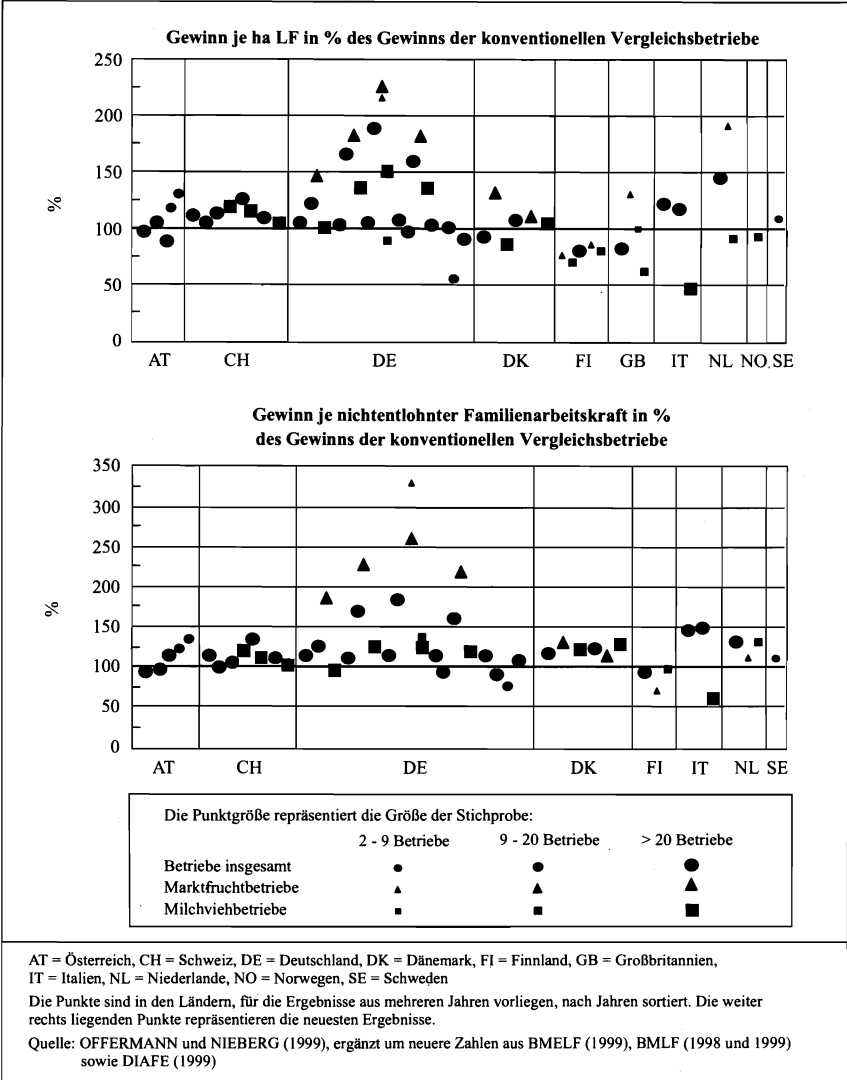 Gewinn je ha LF in % des Gewinns der konventionellen Vergleichsbetriebe
250
200
150
100
50
0
%
AT CH DE DK FI GB IT NL NO SE
Gewinn je nichtentlohnter Familienarbeitskraft in %
des Gewinns der konventionellen Vergleichsbetriebe
350
300
250
200
150
100
50
0
%
AT CH DE DK FI IT NL SE
Die Punktgröße repräsentiert die Größe der Stichprobe:
2 - 9 Betriebe 9 - 20 Betriebe > 20 Betriebe
Betriebe insgesamt
Marktfruchtbetriebe
Milchviehbetriebe
AT = Österreich, CH = Schweiz, DE = Deutschland, DK = Dänemark, FI = Finnland, GB = Großbritannien,
IT = Italien, NL = Niederlande, NO = Norwegen, SE = Schweden
Die Punkte sind in den Ländern, für die Ergebnisse aus mehreren Jahren vorliegen, nach Jahren sortiert. Die weiter
rechts liegenden Punkte repräsentieren die neuesten Ergebnisse.
Quelle: OFFERMANN und NIEBERG (1999), ergänzt um neuere Zahlen aus BMELF (1999), BMLF (1998 und 1999)
sowie DIAFE (1999)